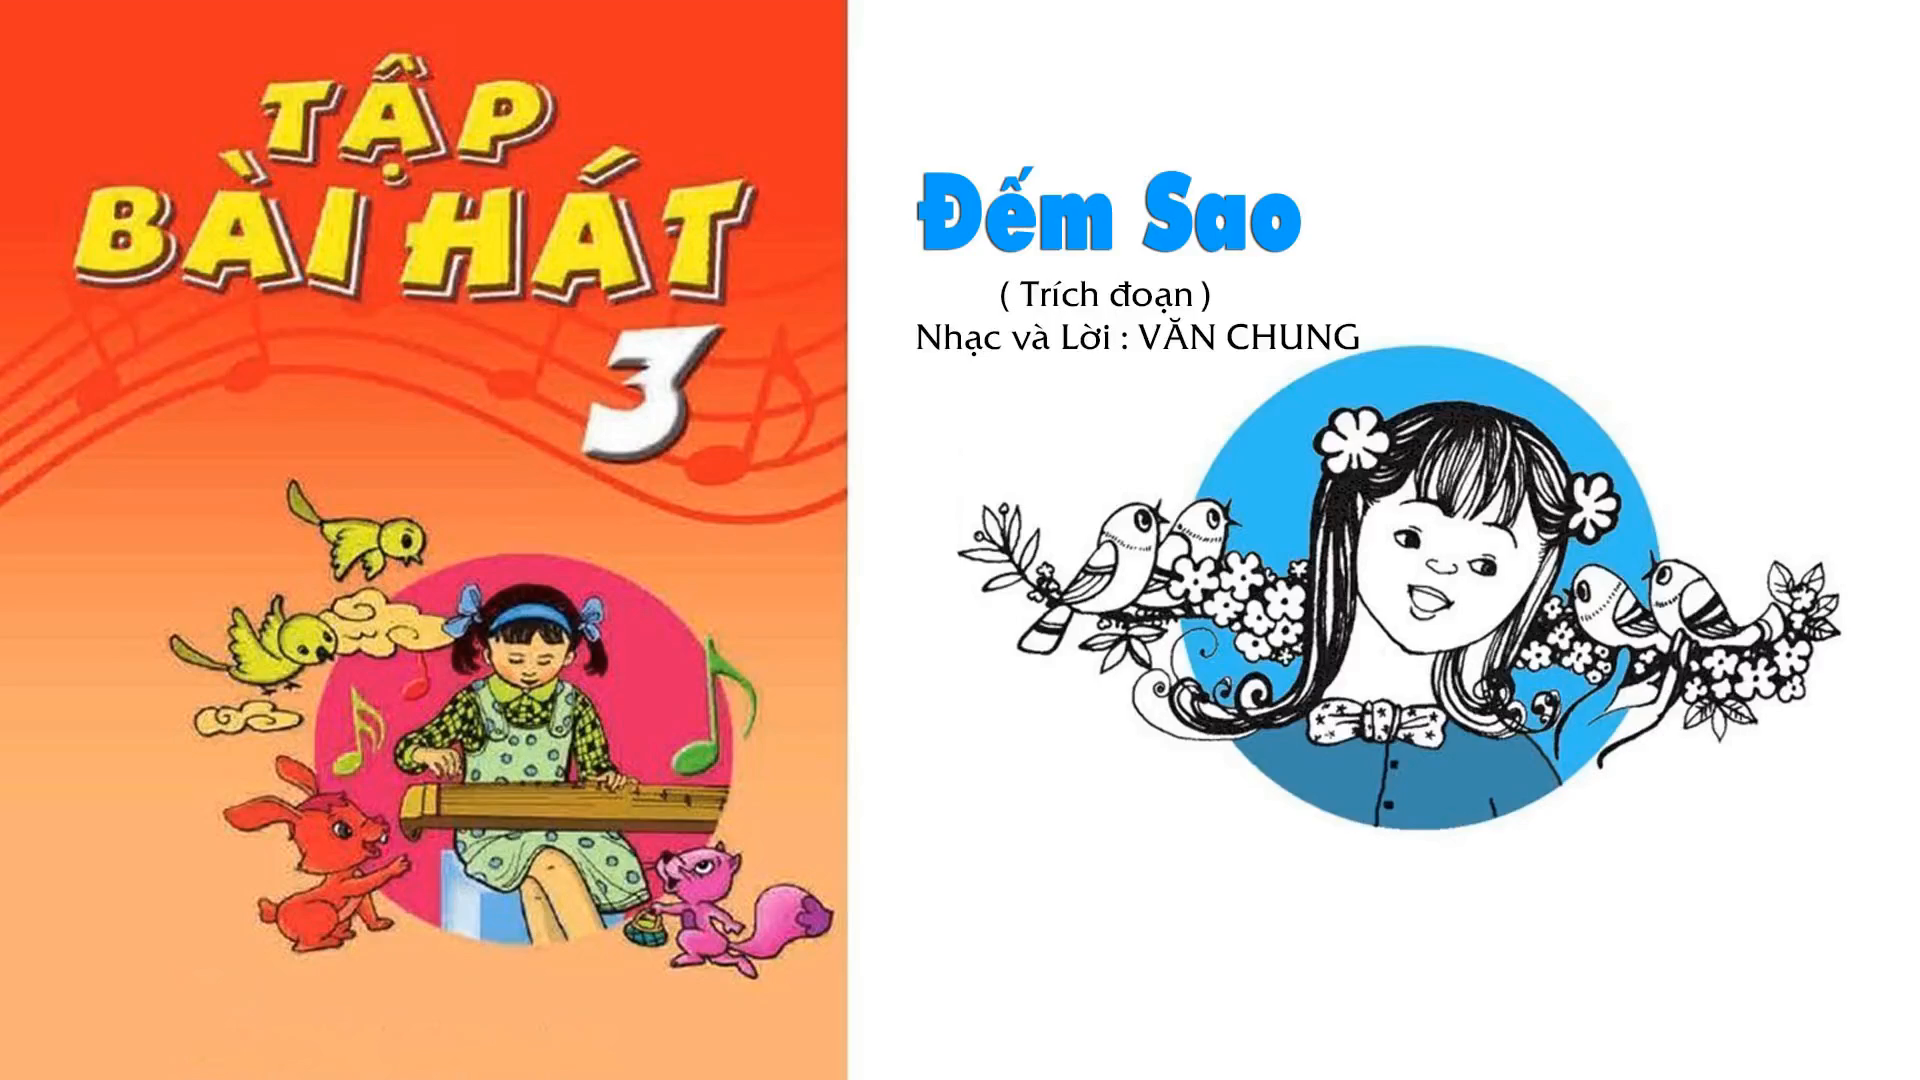 TẬP
BÀI HÁT
3
Đếm Sao
( Trích đoạn )
Nhạc và Lời : VĂN CHUNG